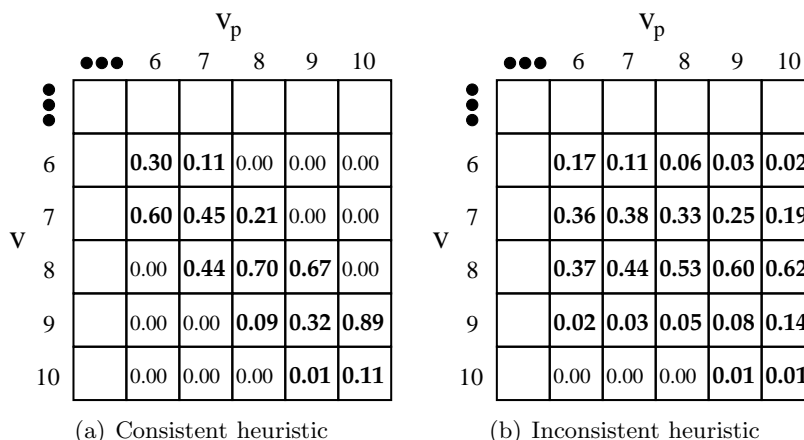 V_p V_p
●●● 6 7 8 9 10 ●●● 6 7 8 9 10
6 0.30 0.11 0.00 0.00 0.00 6 0.17 0.11 0.06 0.03 0.02
7 0.60 0.45 0.21 0.00 0.00 7 0.36 0.38 0.33 0.25 0.19
V 8 0.00 0.44 0.70 0.67 0.00 V 8 0.37 0.44 0.53 0.60 0.62
9 0.00 0.00 0.09 0.32 0.89 9 0.02 0.03 0.05 0.08 0.14
10 0.00 0.00 0.00 0.01 0.11 10 0.00 0.00 0.00 0.01 0.01
(a) Consistent heuristic (b) Inconsistent heuristic